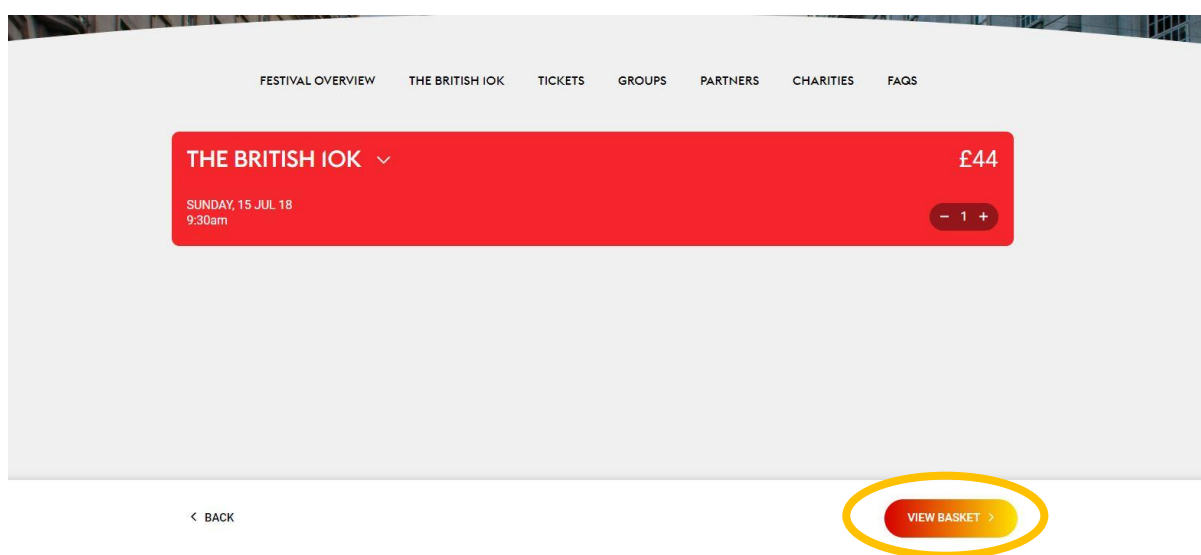 FESTIVAL OVERVIEW THE BRITISH 10K TICKETS GROUPS PARTNERS CHARITIES FAQS
THE BRITISH 10K £44
SUNDAY, 15 JUL 18
9:30am
− 1 +
< BACK VIEW BASKET >